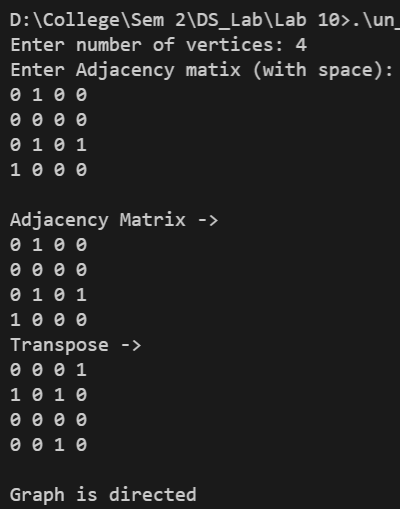 D:\College\Sem 2\DS_Lab\Lab 10>.\un_
Enter number of vertices: 4
Enter Adjacency matix (with space):
0 1 0 0
0 0 0 0
0 1 0 1
1 0 0 0
Adjacency Matrix ->
0 1 0 0
0 0 0 0
0 1 0 1
1 0 0 0
Transpose ->
0 0 0 1
1 0 1 0
0 0 0 0
0 0 1 0
Graph is directed